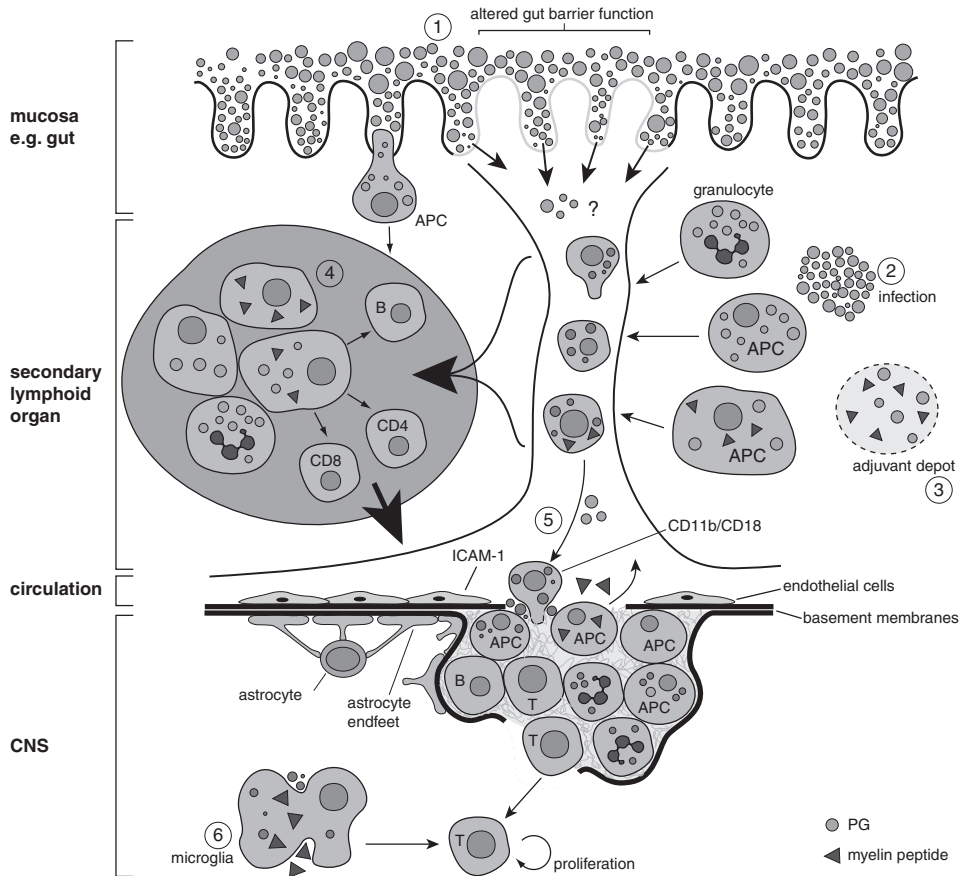 altered gut barrier function
1
mucosa
e.g. gut
APC
?
granulocyte
2
infection
4
B
APC
secondary
lymphoid
organ
CD4
CD8
APC
adjuvant depot
3
5
CD11b/CD18
ICAM-1
circulation
endothelial cells
basement membranes
APC
APC
APC
astrocyte
astrocyte
endfeet
B
T
APC
CNS
T
6
microglia
T
proliferation
PG
myelin peptide